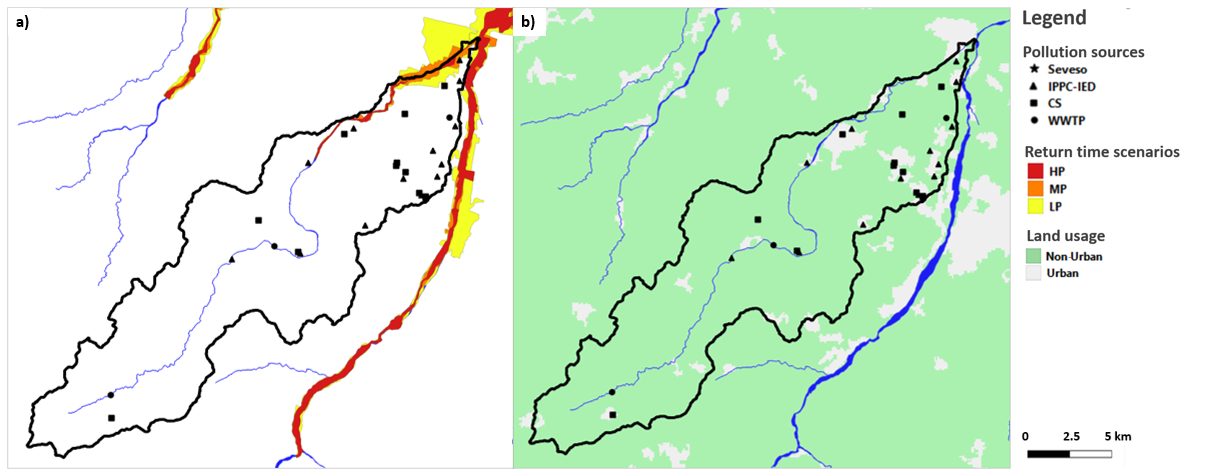 a)
b)
Legend
Pollution sources
Seveso
IPPC-IED
CS
WWTP
Return time scenarios
HP
MP
LP
Land usage
Non-Urban
Urban
0 2.5 5 km